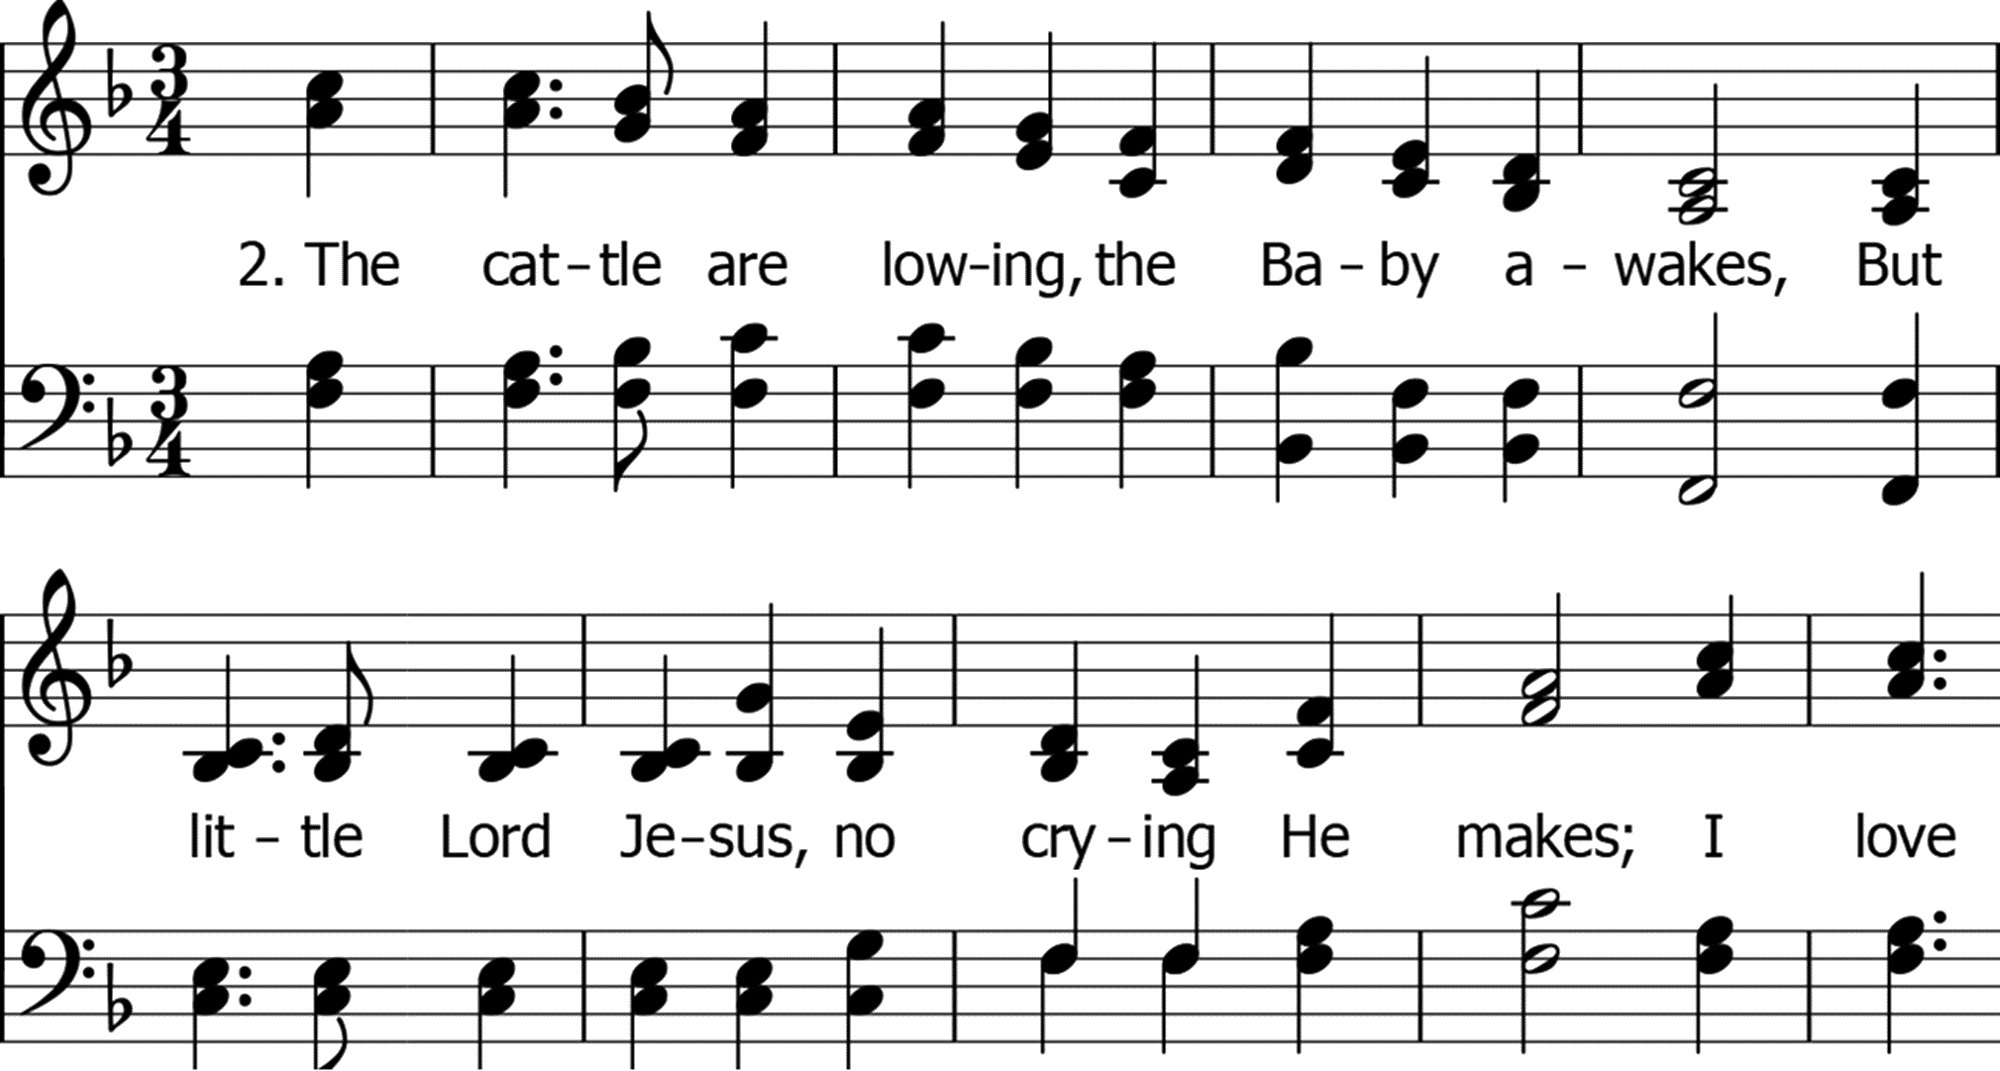 2. The cat-tle are low-ing, the Ba-by a-wakes, But
lit-tle Lord Je-sus, no cry-ing He makes; I love